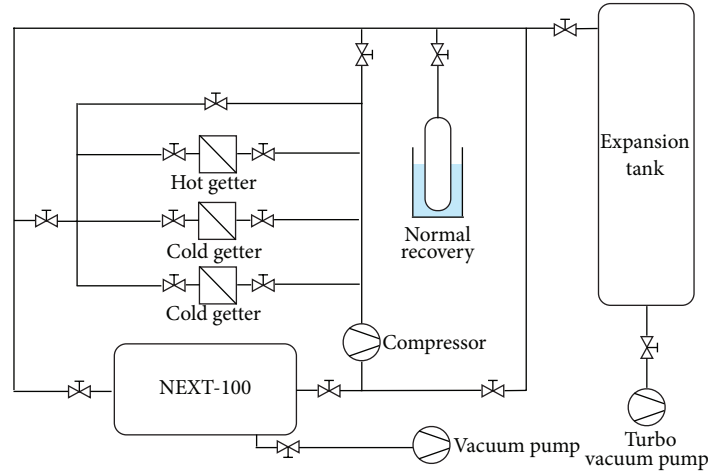 Expansion
tank
Hot getter
Cold getter
Normal
recovery
Cold getter
Compressor
NEXT-100
Vacuum pump
Turbo
vacuum pump